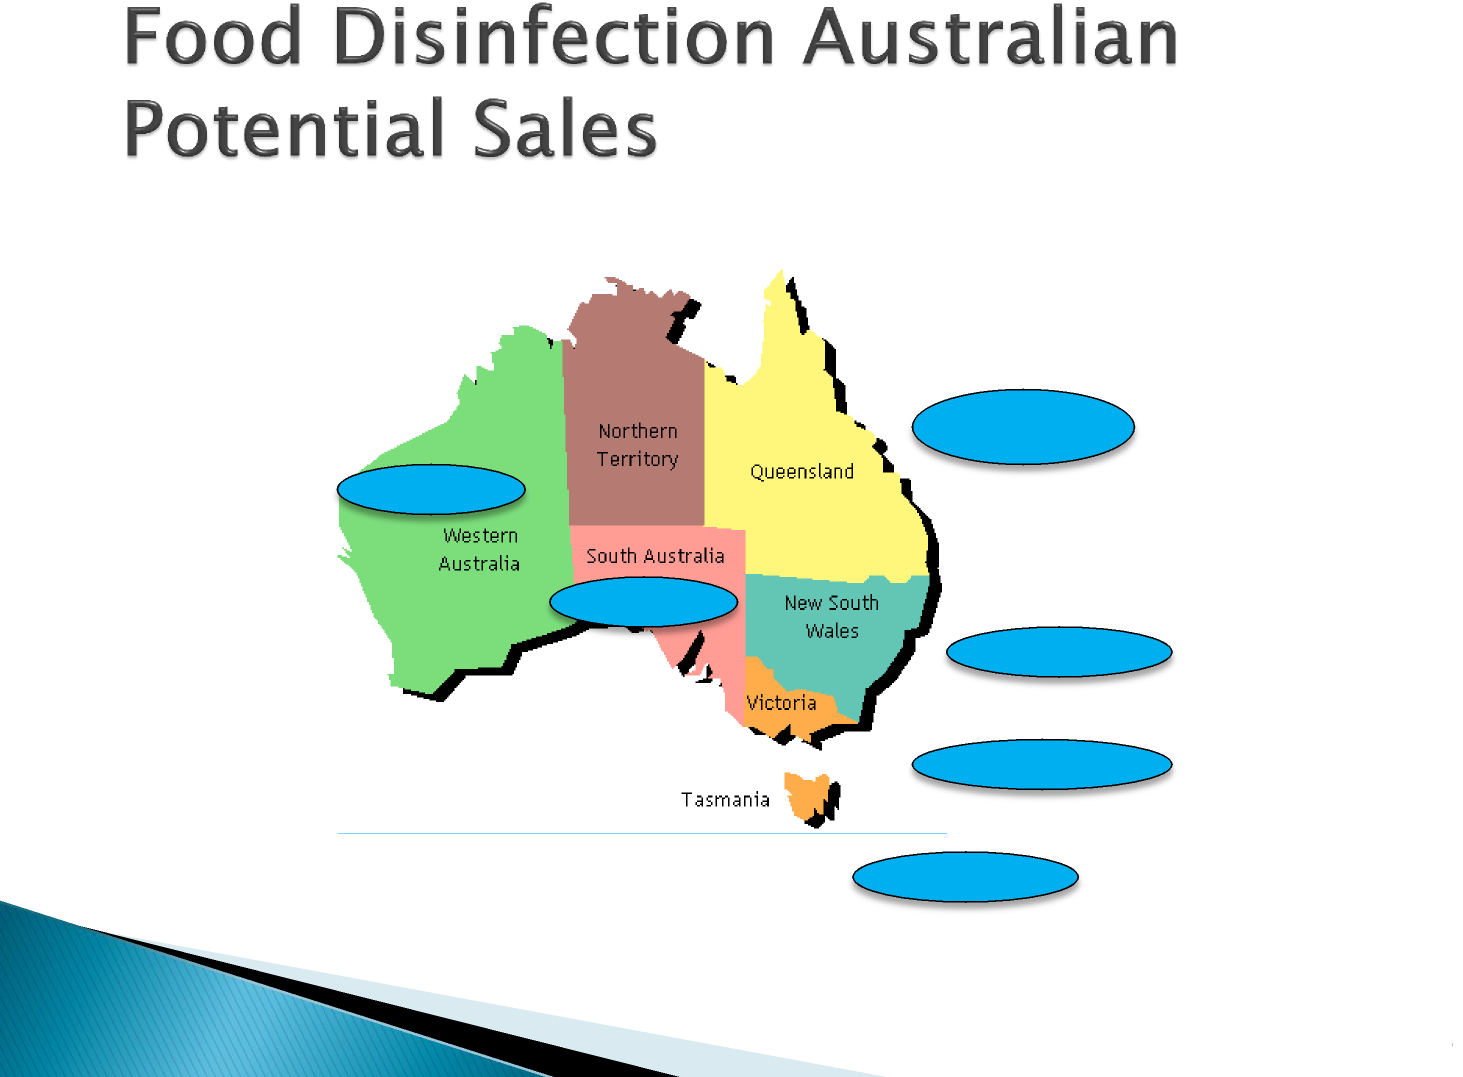 Food Disinfection Australian
Potential Sales
Northern
Territory
Queensland
Western
Australia
South Australia
New South
Wales
Victoria
Tasmania